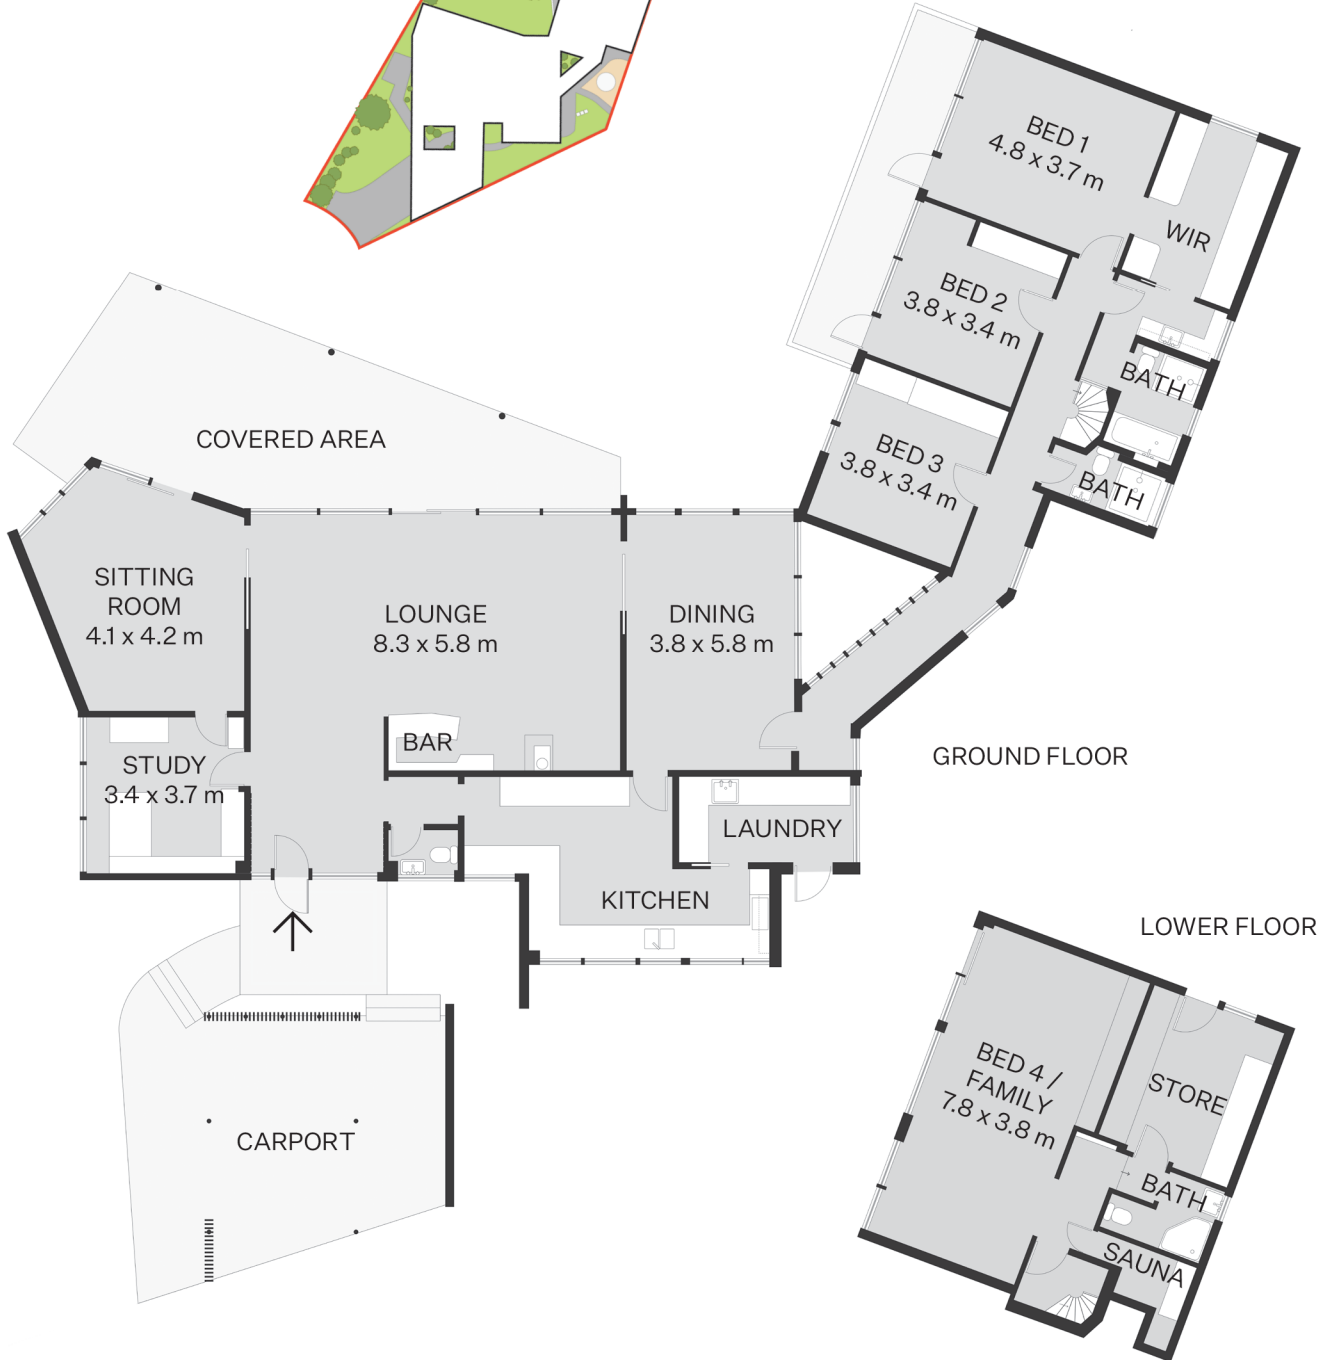 BED 1
4.8 x 3.7 m
WIR
BED 2
3.8 x 3.4 m
BATH
BED 3
3.8 x 3.4 m
BATH
COVERED AREA
SITTING
ROOM
4.1 x 4.2 m
LOUNGE
8.3 x 5.8 m
DINING
3.8 x 5.8 m
BAR
STUDY
3.4 x 3.7 m
GROUND FLOOR
LAUNDRY
KITCHEN
LOWER FLOOR
CARPORT
BED 4 /
FAMILY
7.8 x 3.8 m
STORE
BATH
SAUNA